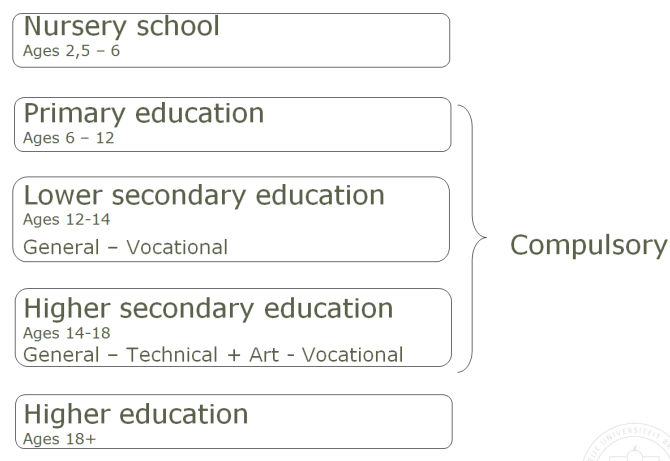 Nursery school
Ages 2,5 – 6
Primary education
Ages 6 – 12
Lower secondary education
Ages 12-14
General – Vocational
Compulsory
Higher secondary education
Ages 14-18
General – Technical + Art - Vocational
Higher education
Ages 18+
UNIVERSITEIT